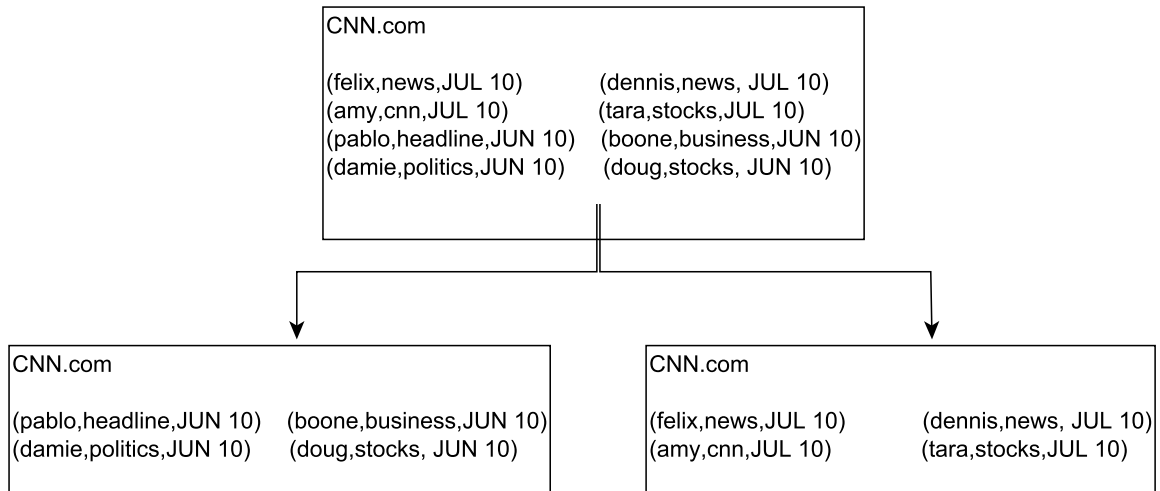 CNN.com
(felix,news,JUL 10) (dennis,news, JUL 10)
(amy,cnn,JUL 10) (tara,stocks,JUL 10)
(pablo,headline,JUN 10) (boone,business,JUN 10)
(damie,politics,JUN 10) (doug,stocks, JUN 10)
CNN.com
(pablo,headline,JUN 10) (boone,business,JUN 10)
(damie,politics,JUN 10) (doug,stocks, JUN 10)
CNN.com
(felix,news,JUL 10) (dennis,news, JUL 10)
(amy,cnn,JUL 10) (tara,stocks,JUL 10)